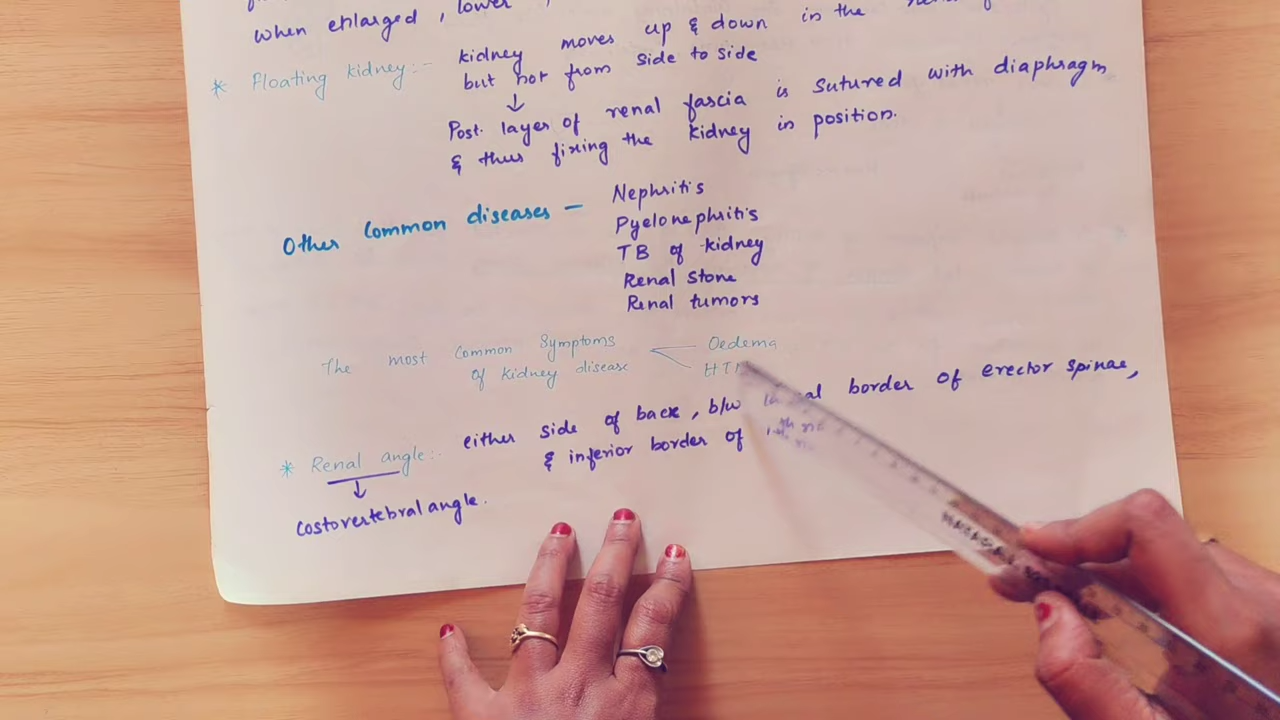 when enlarged, lower
* Floating kidney:- kidney moves up & down in the
but not from side to side
↓
Post. layer of renal fascia is sutured with diaphragm
& thus fixing the kidney in position.
Other Common diseases — Nephritis
Pyelonephritis
TB of kidney
Renal Stone
Renal tumors
The most Common Symptoms of kidney disease
Oedema
* Renal angle:- either side of back, b/w border of erector spinae,
& inferior border of
↓
Costovertebral angle.